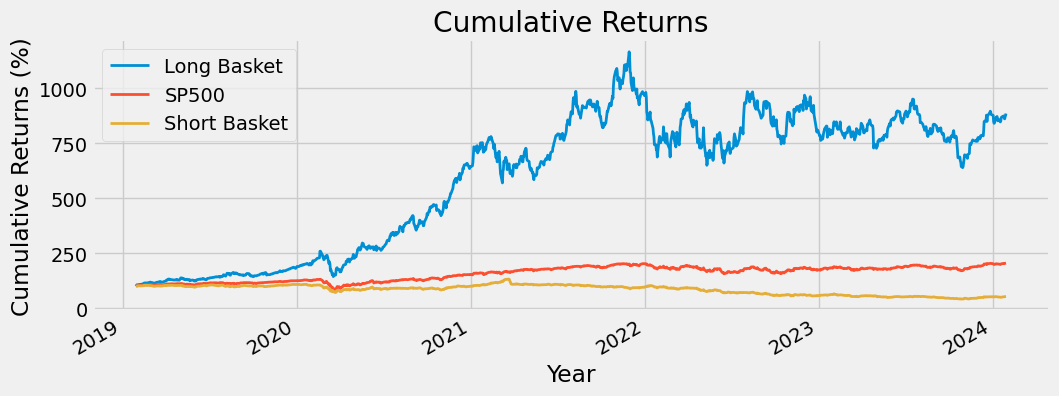 Cumulative Returns
Cumulative Returns (%)
Long Basket
SP500
Short Basket
1000
750
500
250
0
2019
2020
2021
2022
2023
2024
Year